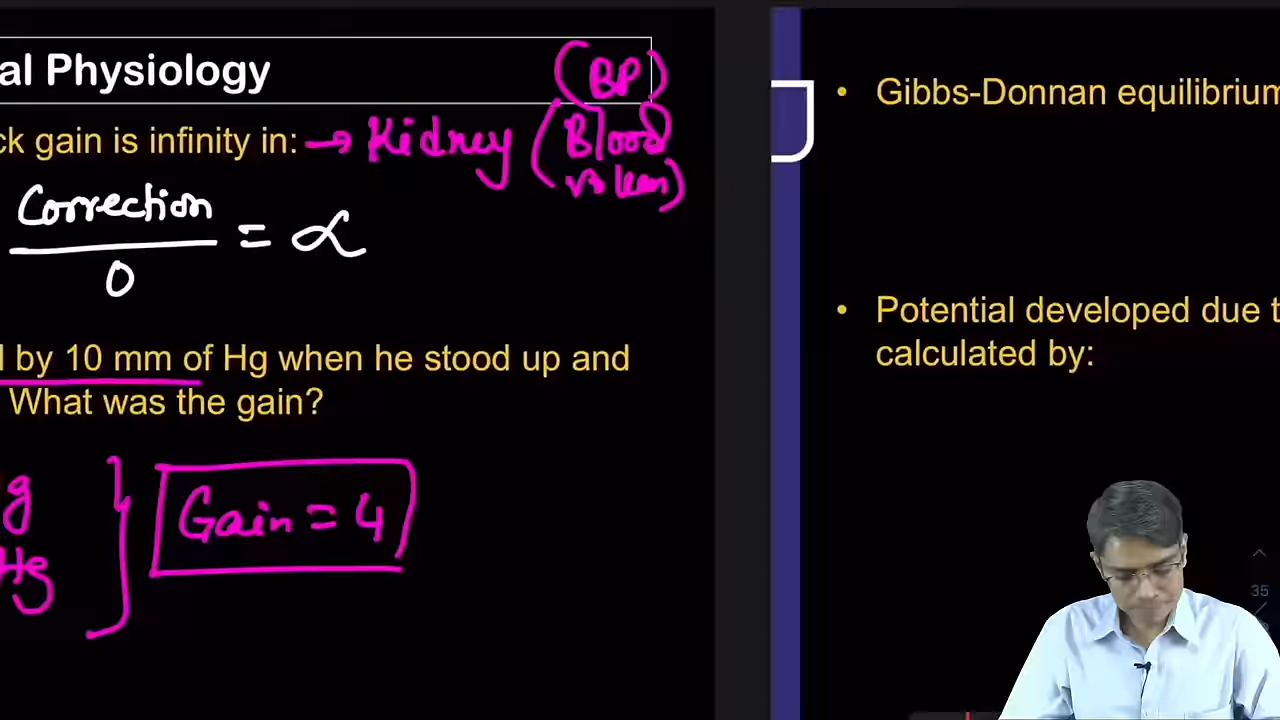 al Physiology
(BP)
ck gain is infinity in: → Kidney (Blood
Correction
0
= ∝
l by 10 mm of Hg when he stood up and
What was the gain?
g
Hg
Gain = 4
• Gibbs-Donnan equilibrium
• Potential developed due t
calculated by:
35